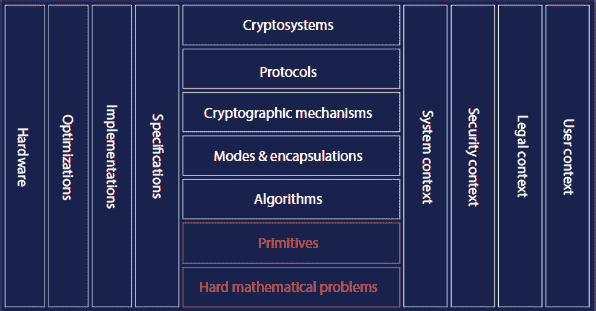 Hardware
Optimizations
Implementations
Specifications
Cryptosystems
Protocols
Cryptographic mechanisms
Modes & encapsulations
Algorithms
Primitives
Hard mathematical problems
System context
Security context
Legal context
User context